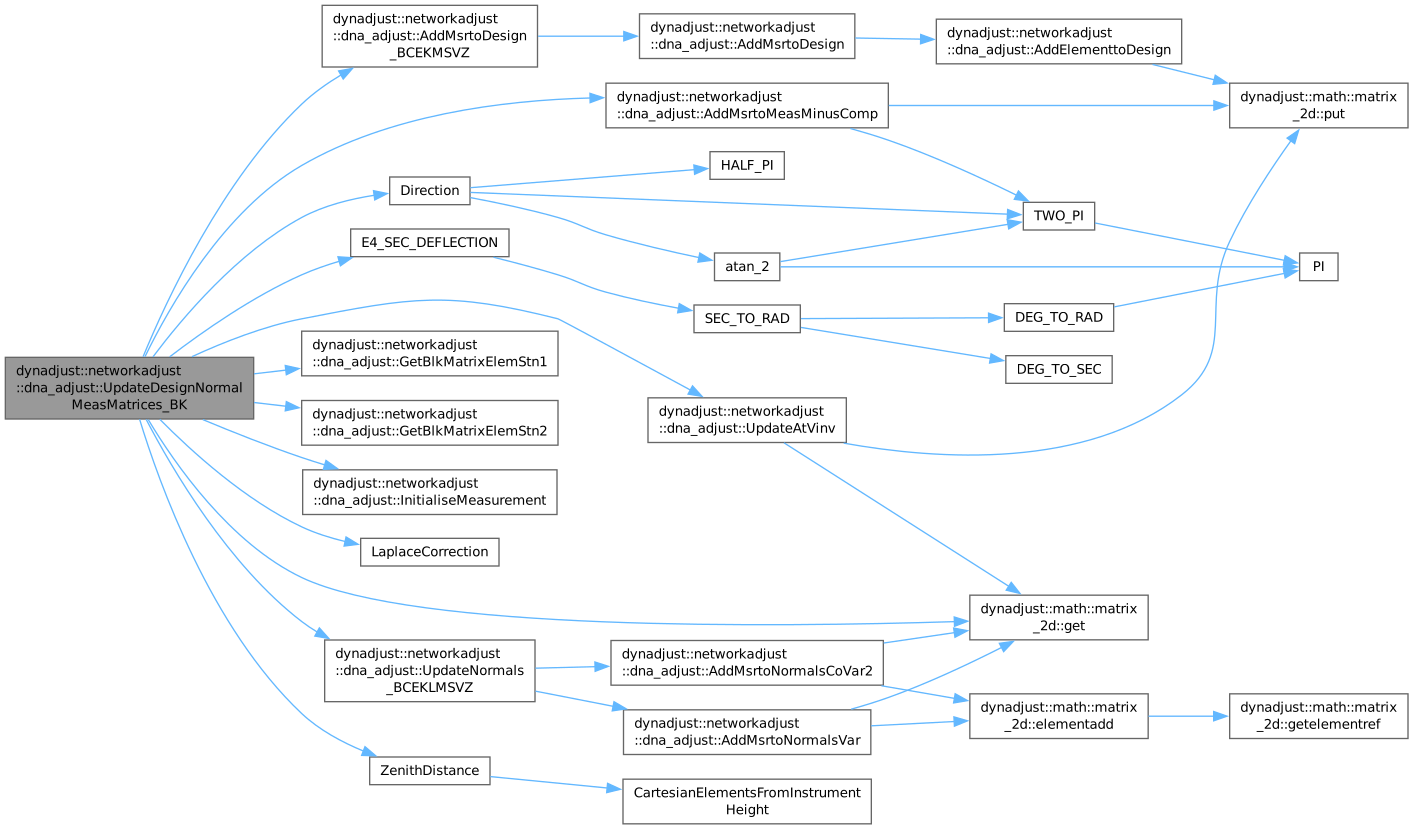 dynadjust::networkadjust
::dna_adjust::UpdateDesignNormal
MeasMatrices_BK
dynadjust::networkadjust
::dna_adjust::AddMsrtoDesign
_BCEKMSVZ
dynadjust::networkadjust
::dna_adjust::AddMsrtoDesign
dynadjust::networkadjust
::dna_adjust::AddElementtoDesign
dynadjust::math::matrix
_2d::put
dynadjust::networkadjust
::dna_adjust::AddMsrtoMeasMinusComp
HALF_PI
Direction
TWO_PI
E4_SEC_DEFLECTION
atan_2
PI
SEC_TO_RAD
DEG_TO_RAD
DEG_TO_SEC
dynadjust::networkadjust
::dna_adjust::GetBlkMatrixElemStn1
dynadjust::networkadjust
::dna_adjust::GetBlkMatrixElemStn2
dynadjust::networkadjust
::dna_adjust::UpdateAtVinv
dynadjust::networkadjust
::dna_adjust::InitialiseMeasurement
LaplaceCorrection
dynadjust::math::matrix
_2d::get
dynadjust::networkadjust
::dna_adjust::UpdateNormals
_BCEKLMSVZ
dynadjust::networkadjust
::dna_adjust::AddMsrtoNormalsCoVar2
dynadjust::networkadjust
::dna_adjust::AddMsrtoNormalsVar
dynadjust::math::matrix
_2d::elementadd
dynadjust::math::matrix
_2d::getelementref
ZenithDistance
CartesianElementsFromInstrument
Height